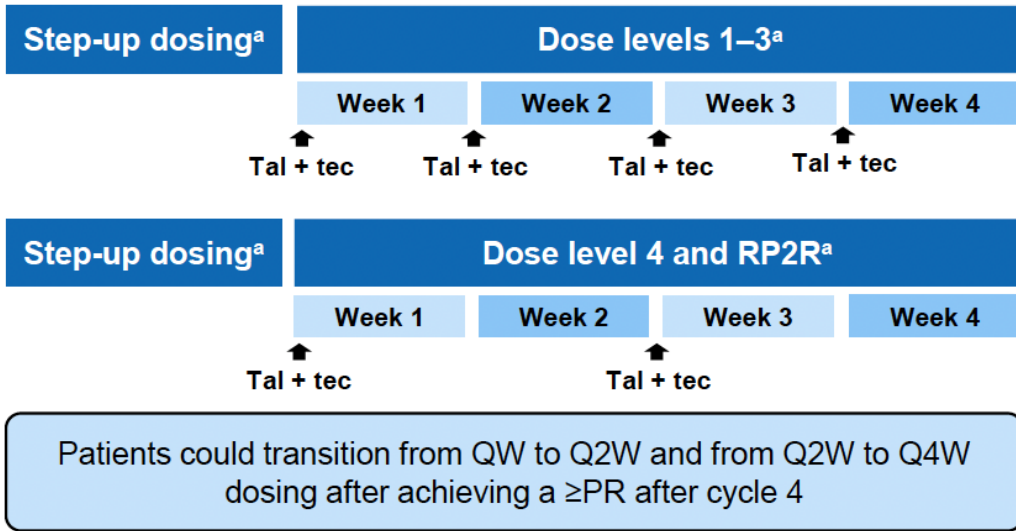 Step-up dosingᵃ
Dose levels 1–3ᵃ
Week 1
Week 2
Week 3
Week 4
Tal + tec
Tal + tec
Tal + tec
Tal + tec
Step-up dosingᵃ
Dose level 4 and RP2Rᵃ
Week 1
Week 2
Week 3
Week 4
Tal + tec
Tal + tec
Patients could transition from QW to Q2W and from Q2W to Q4W
dosing after achieving a ≥PR after cycle 4